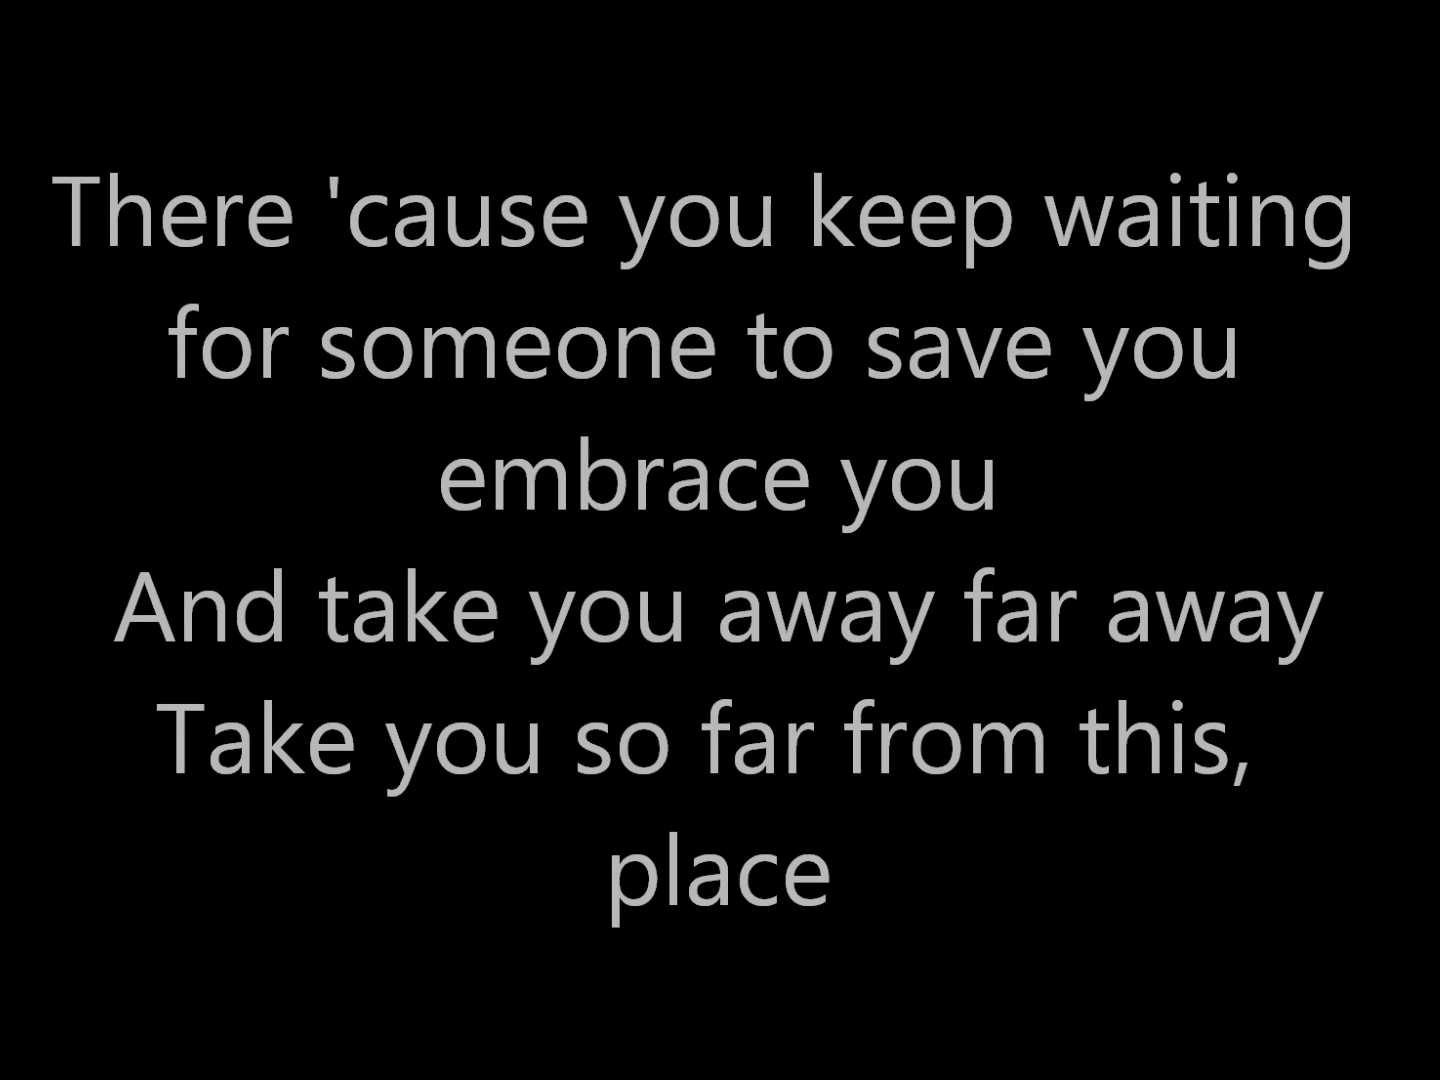 There 'cause you keep waiting
for someone to save you
embrace you
And take you away far away
Take you so far from this,
place